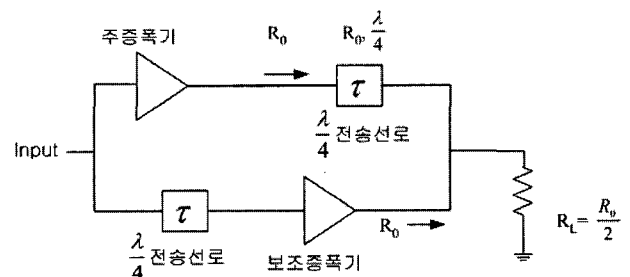 주증폭기
R₀
R₀, λ/4
τ
λ/4 전송선로
Input
τ
λ/4 전송선로
보조증폭기
R₀
R_L = R₀/2